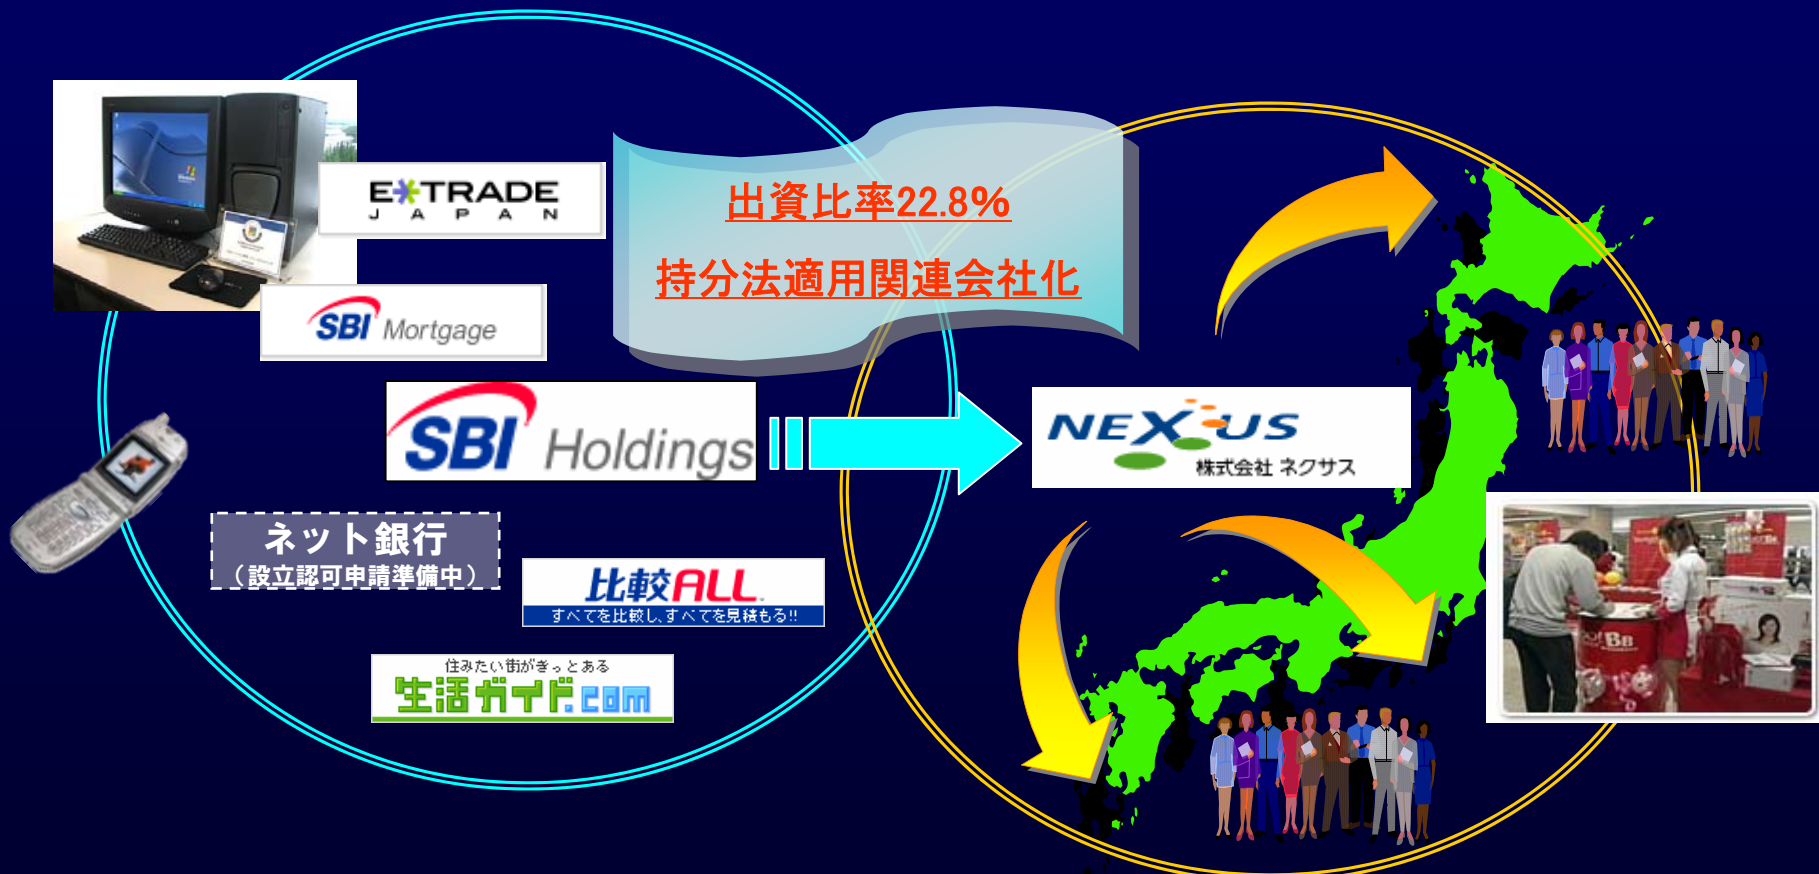 E*TRADE
JAPAN
SBI Mortgage
出資比率22.8%
持分法適用関連会社化
SBI Holdings
NEXUS
株式会社 ネクサス
ネット銀行
（設立認可申請準備中）
比較ALL
すべてを比較し、すべてを見積もる!!
住みたい街がきっとある
生活ガイド.com
BB